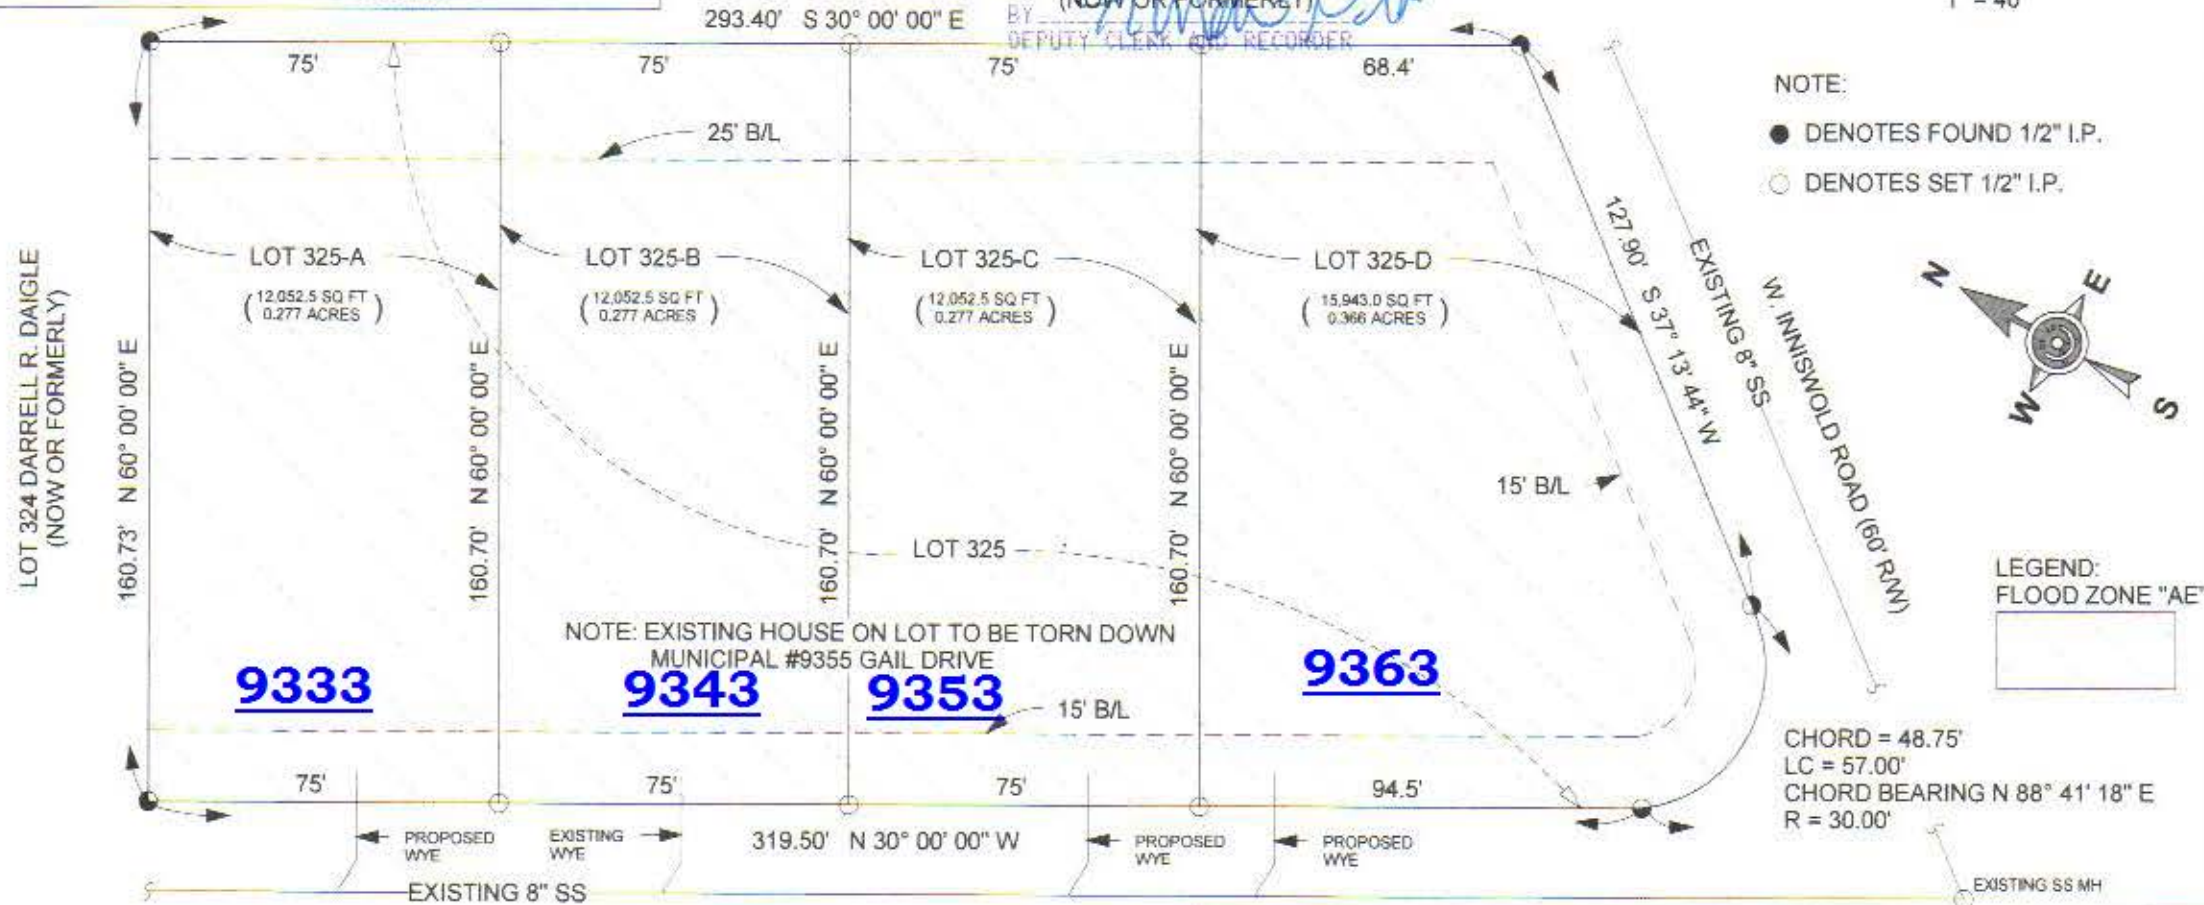 293.40' S 30° 00' 00" E
(NOW OR FORMERLY)
BY
DEPUTY CLERK AND RECORDER
75'
75'
75'
68.4'
25' B/L
NOTE:
DENOTES FOUND 1/2" I.P.
DENOTES SET 1/2" I.P.
LOT 324 DARRELL R. DAIGLE
(NOW OR FORMERLY)
LOT 325-A
(12,052.5 SQ FT
0.277 ACRES)
LOT 325-B
(12,052.5 SQ FT
0.277 ACRES)
LOT 325-C
(12,052.5 SQ FT
0.277 ACRES)
LOT 325-D
(15,943.0 SQ FT
0.366 ACRES)
160.73' N 60° 00' 00" E
160.70' N 60° 00' 00" E
160.70' N 60° 00' 00" E
160.70' N 60° 00' 00" E
127.90' S 37° 13' 44" W
EXISTING 8" SS
W. INNISWOLD ROAD (60' R/W)
N
E
W
S
15' B/L
LOT 325
LEGEND:
FLOOD ZONE "AE"
NOTE: EXISTING HOUSE ON LOT TO BE TORN DOWN
MUNICIPAL #9355 GAIL DRIVE
9333
9343
9353
9363
15' B/L
CHORD = 48.75'
LC = 57.00'
CHORD BEARING N 88° 41' 18" E
R = 30.00'
75'
75'
75'
94.5'
PROPOSED
WYE
EXISTING
WYE
319.50' N 30° 00' 00" W
PROPOSED
WYE
PROPOSED
WYE
EXISTING 8" SS
EXISTING SS MH